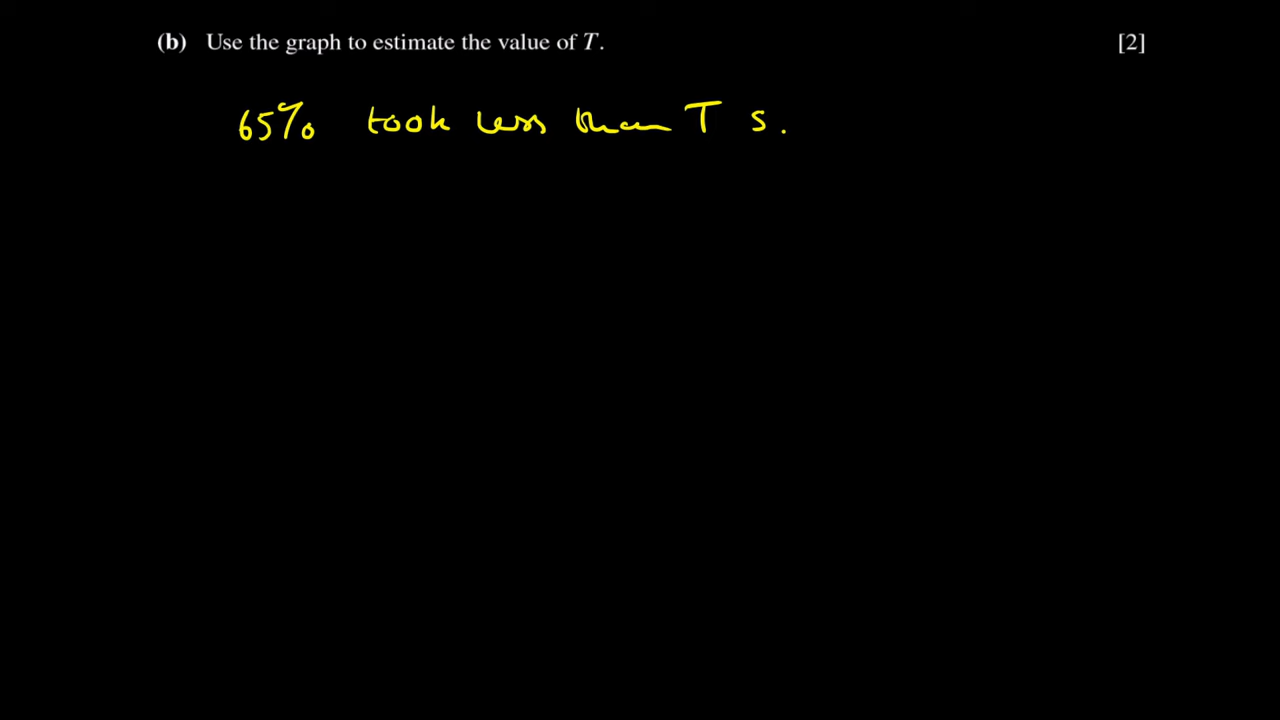 (b) Use the graph to estimate the value of T. [2]
65% took less than T s.